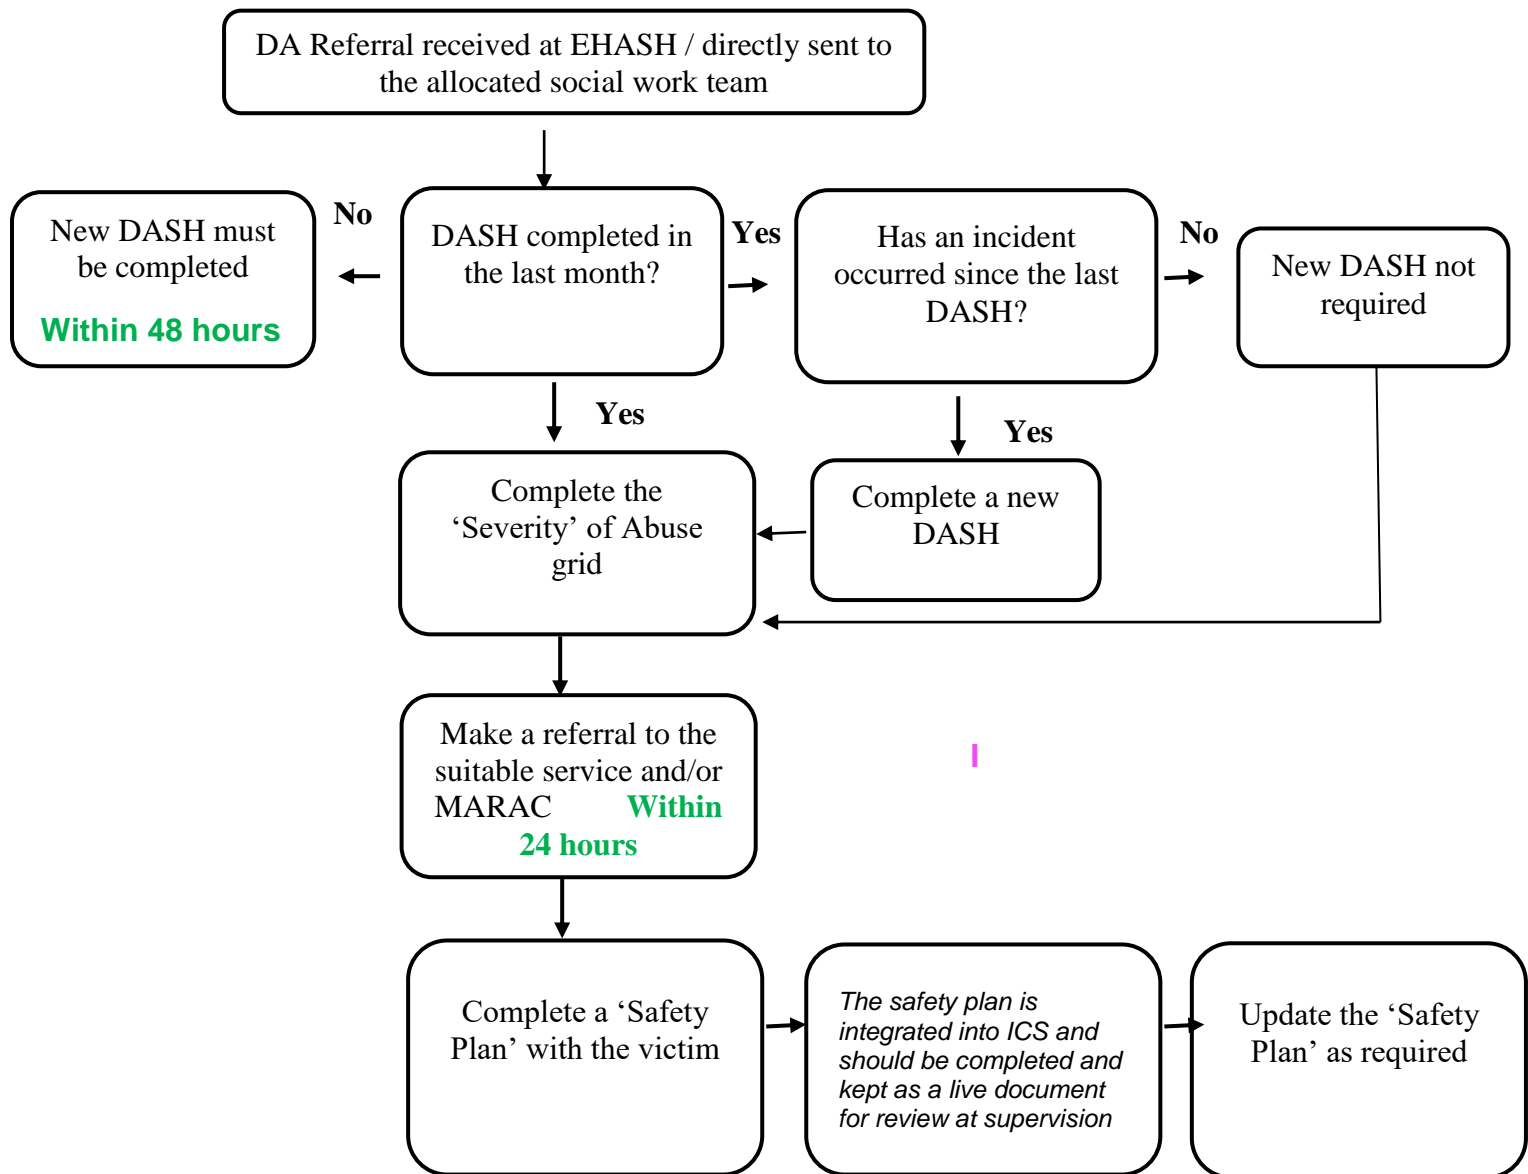 DA Referral received at EHASH / directly sent to
the allocated social work team
No
New DASH must
be completed
Within 48 hours
DASH completed in
the last month?
Yes
Has an incident
occurred since the last
DASH?
No
New DASH not
required
Yes
Yes
Complete the
‘Severity’ of Abuse
grid
Complete a new
DASH
Make a referral to the
suitable service and/or
MARAC Within
24 hours
I
Complete a ‘Safety
Plan’ with the victim
The safety plan is
integrated into ICS and
should be completed and
kept as a live document
for review at supervision
Update the ‘Safety
Plan’ as required